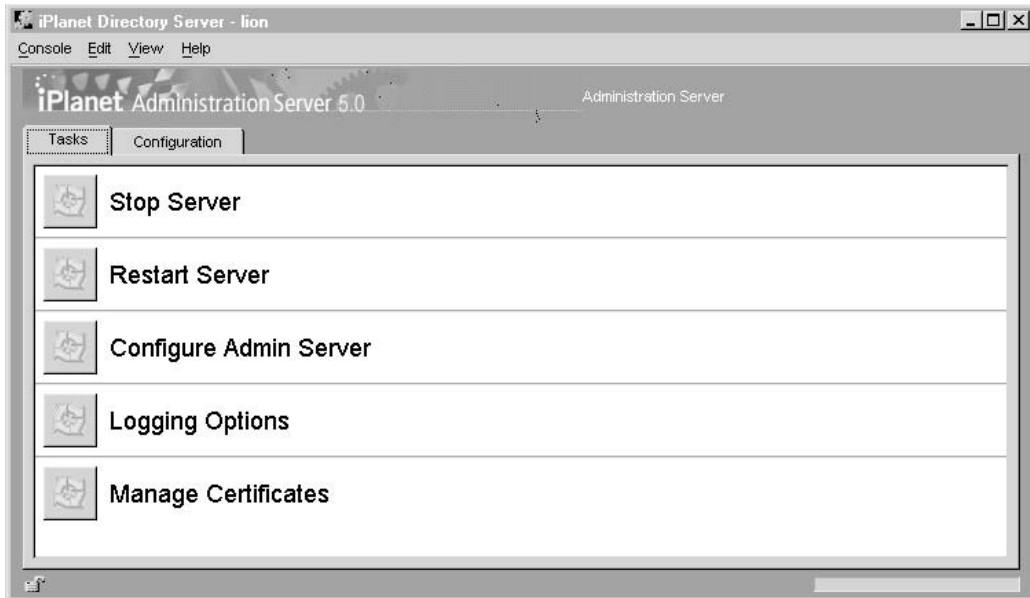 iPlanet Directory Server - lion
Console Edit View Help
iPlanet Administration Server 5.0
Administration Server
Tasks Configuration
Stop Server
Restart Server
Configure Admin Server
Logging Options
Manage Certificates